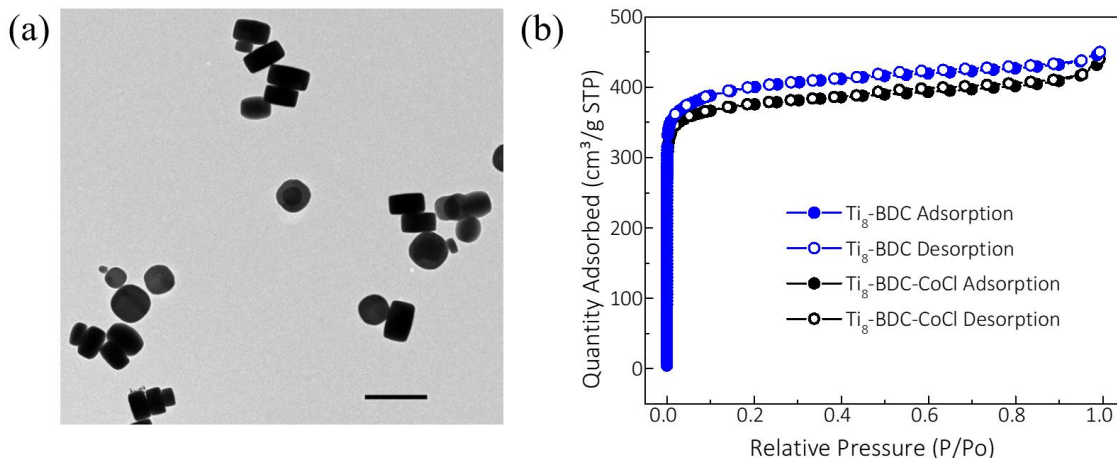 (a)
(b)
500
400
300
200
100
0
Quantity Adsorbed (cm³/g STP)
Ti₈-BDC Adsorption
Ti₈-BDC Desorption
Ti₈-BDC-CoCl Adsorption
Ti₈-BDC-CoCl Desorption
0.0 0.2 0.4 0.6 0.8 1.0
Relative Pressure (P/Po)